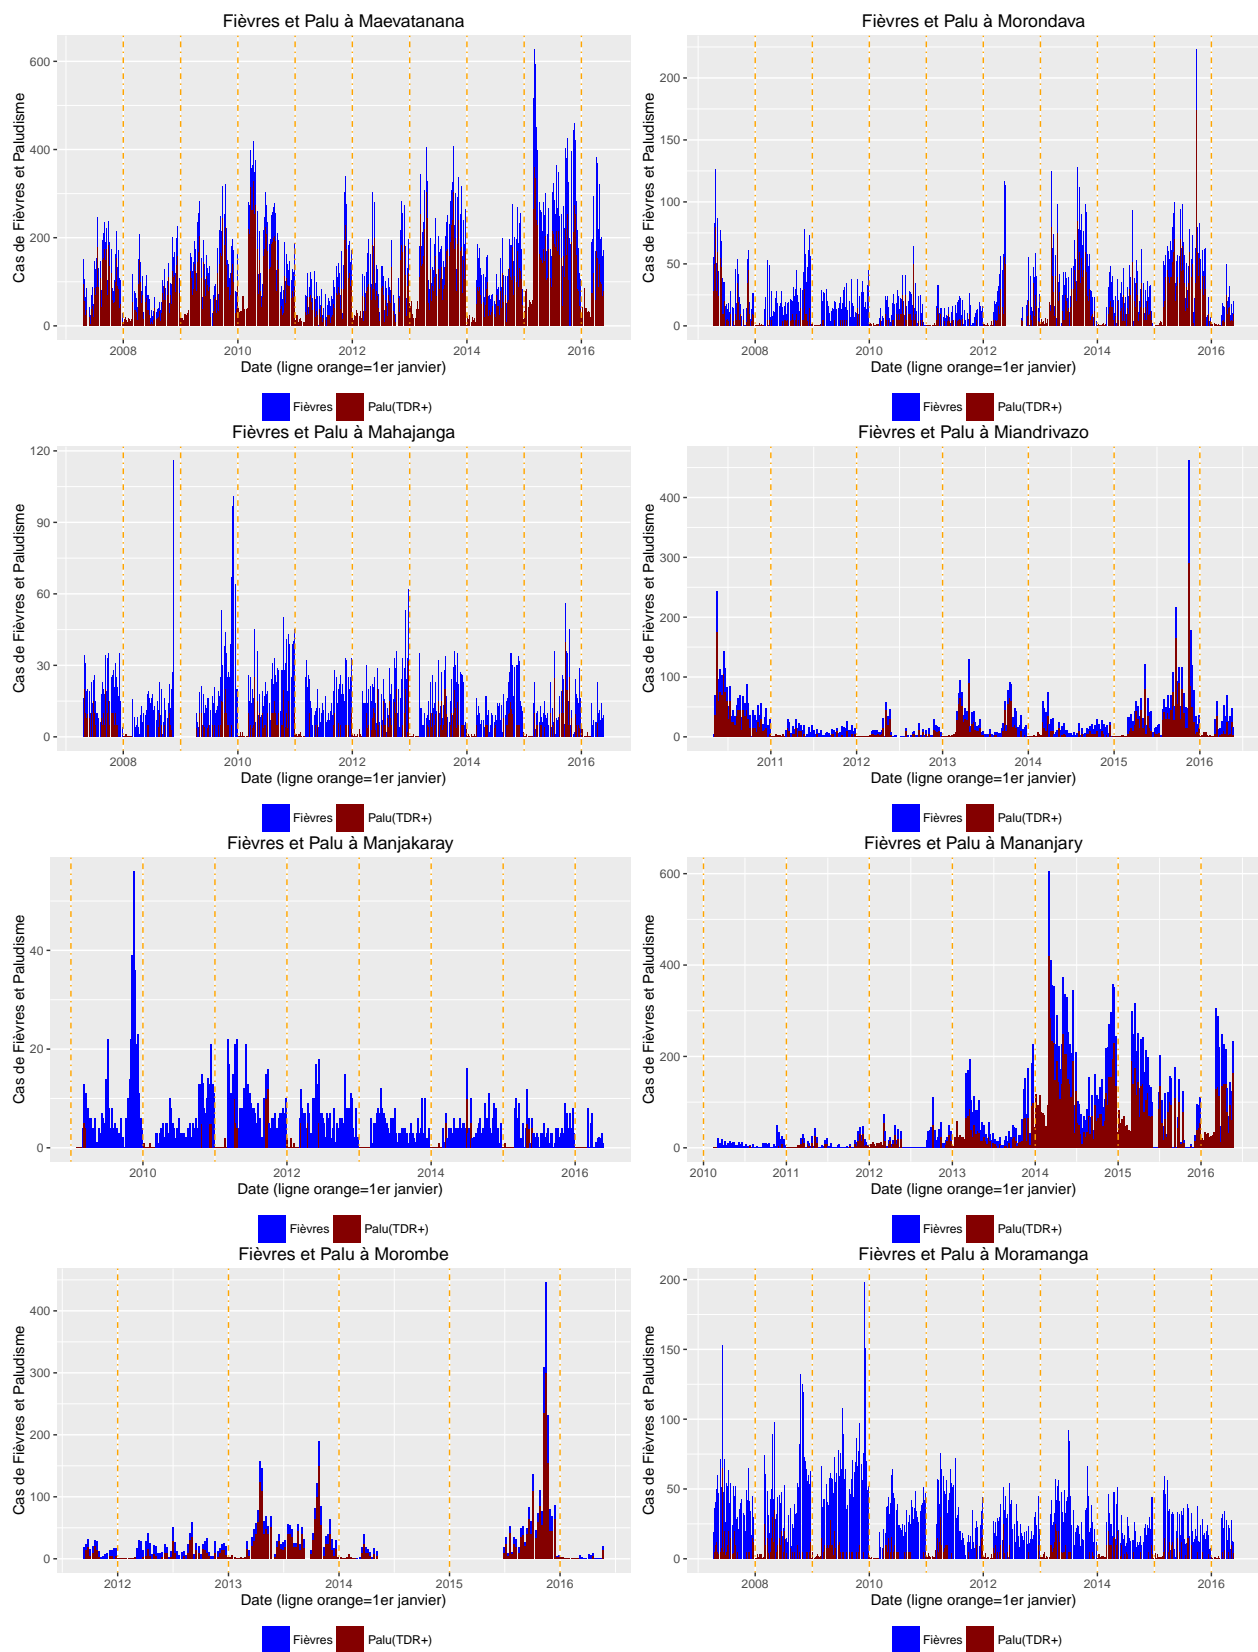 Fièvres et Palu à Maevatanana
Cas de Fièvres et Paludisme
600
400
200
0
2008 2010 2012 2014 2016
Date (ligne orange=1er janvier)
Fièvres Palu(TDR+)
Fièvres et Palu à Morondava
Cas de Fièvres et Paludisme
200
150
100
50
0
2008 2010 2012 2014 2016
Date (ligne orange=1er janvier)
Fièvres Palu(TDR+)
Fièvres et Palu à Mahajanga
Cas de Fièvres et Paludisme
120
90
60
30
0
2008 2010 2012 2014 2016
Date (ligne orange=1er janvier)
Fièvres Palu(TDR+)
Fièvres et Palu à Miandrivazo
Cas de Fièvres et Paludisme
400
300
200
100
0
2011 2012 2013 2014 2015 2016
Date (ligne orange=1er janvier)
Fièvres Palu(TDR+)
Fièvres et Palu à Manjakaray
Cas de Fièvres et Paludisme
40
20
0
2010 2012 2014 2016
Date (ligne orange=1er janvier)
Fièvres Palu(TDR+)
Fièvres et Palu à Mananjary
Cas de Fièvres et Paludisme
600
400
200
0
2010 2011 2012 2013 2014 2015 2016
Date (ligne orange=1er janvier)
Fièvres Palu(TDR+)
Fièvres et Palu à Morombe
Cas de Fièvres et Paludisme
400
300
200
100
0
2012 2013 2014 2015 2016
Date (ligne orange=1er janvier)
Fièvres Palu(TDR+)
Fièvres et Palu à Moramanga
Cas de Fièvres et Paludisme
200
150
100
50
0
2008 2010 2012 2014 2016
Date (ligne orange=1er janvier)
Fièvres Palu(TDR+)